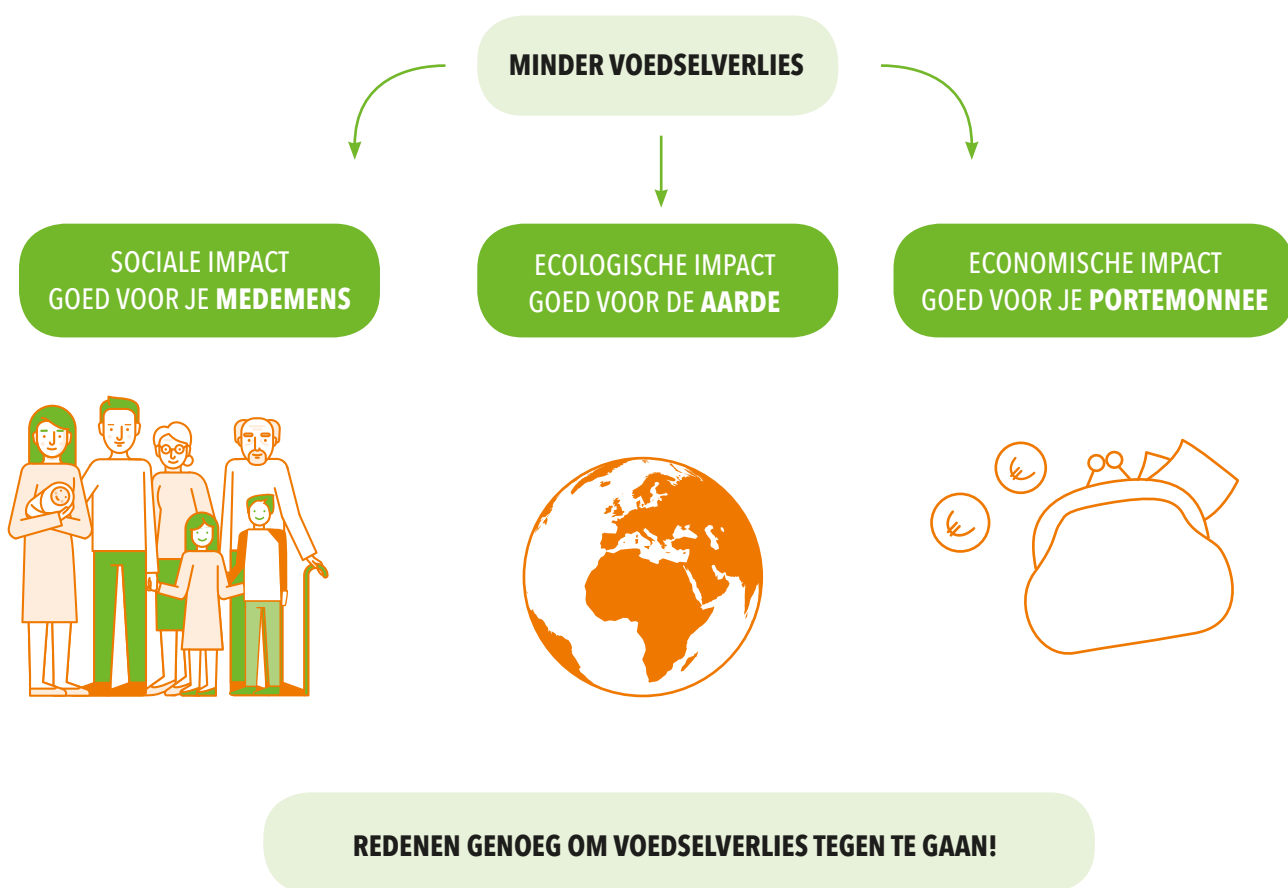 MINDER VOEDSELVERLIES
SOCIALE IMPACT
GOED VOOR JE MEDEMENS
ECOLOGISCHE IMPACT
GOED VOOR DE AARDE
ECONOMISCHE IMPACT
GOED VOOR JE PORTEMONNEE
€
€
REDENEN GENOEG OM VOEDSELVERLIES TEGEN TE GAAN!